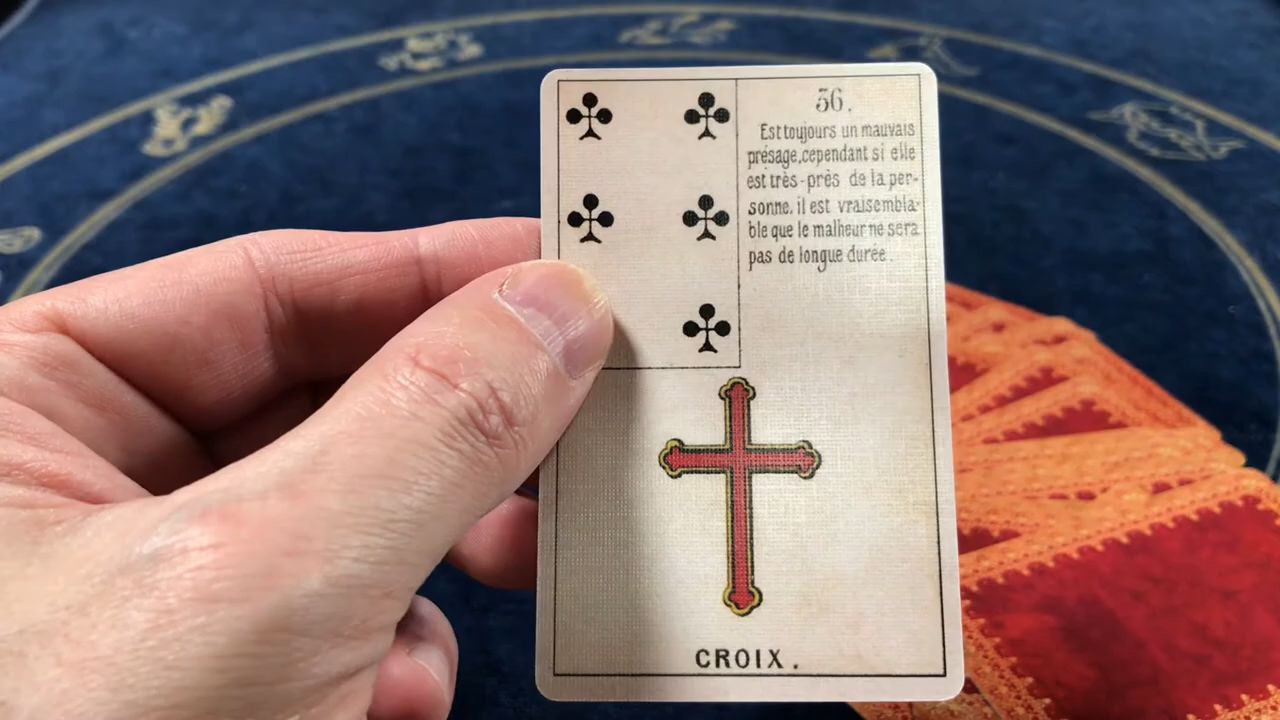 36.
Est toujours un mauvais
présage, cependant si elle
est très-près de la per-
sonne, il est vraisembla-
ble que le malheur ne sera
pas de longue durée.
CROIX.